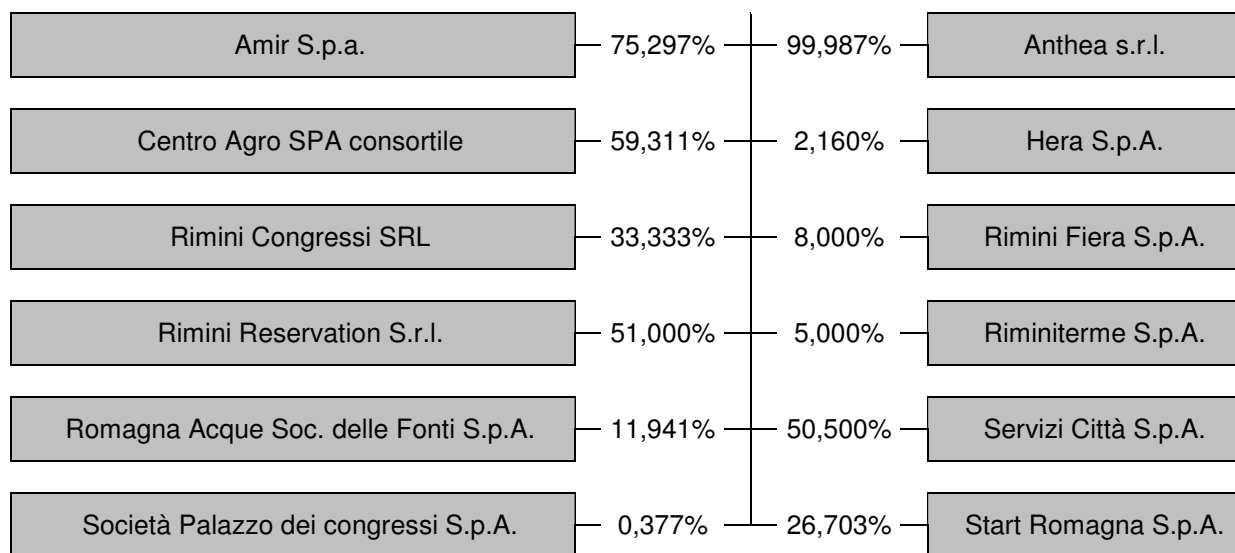 Amir S.p.a. 75,297% 99,987% Anthea s.r.l.
Centro Agro SPA consortile 59,311% 2,160% Hera S.p.A.
Rimini Congressi SRL 33,333% 8,000% Rimini Fiera S.p.A.
Rimini Reservation S.r.l. 51,000% 5,000% Riminiterme S.p.A.
Romagna Acque Soc. delle Fonti S.p.A. 11,941% 50,500% Servizi Città S.p.A.
Società Palazzo dei congressi S.p.A. 0,377% 26,703% Start Romagna S.p.A.